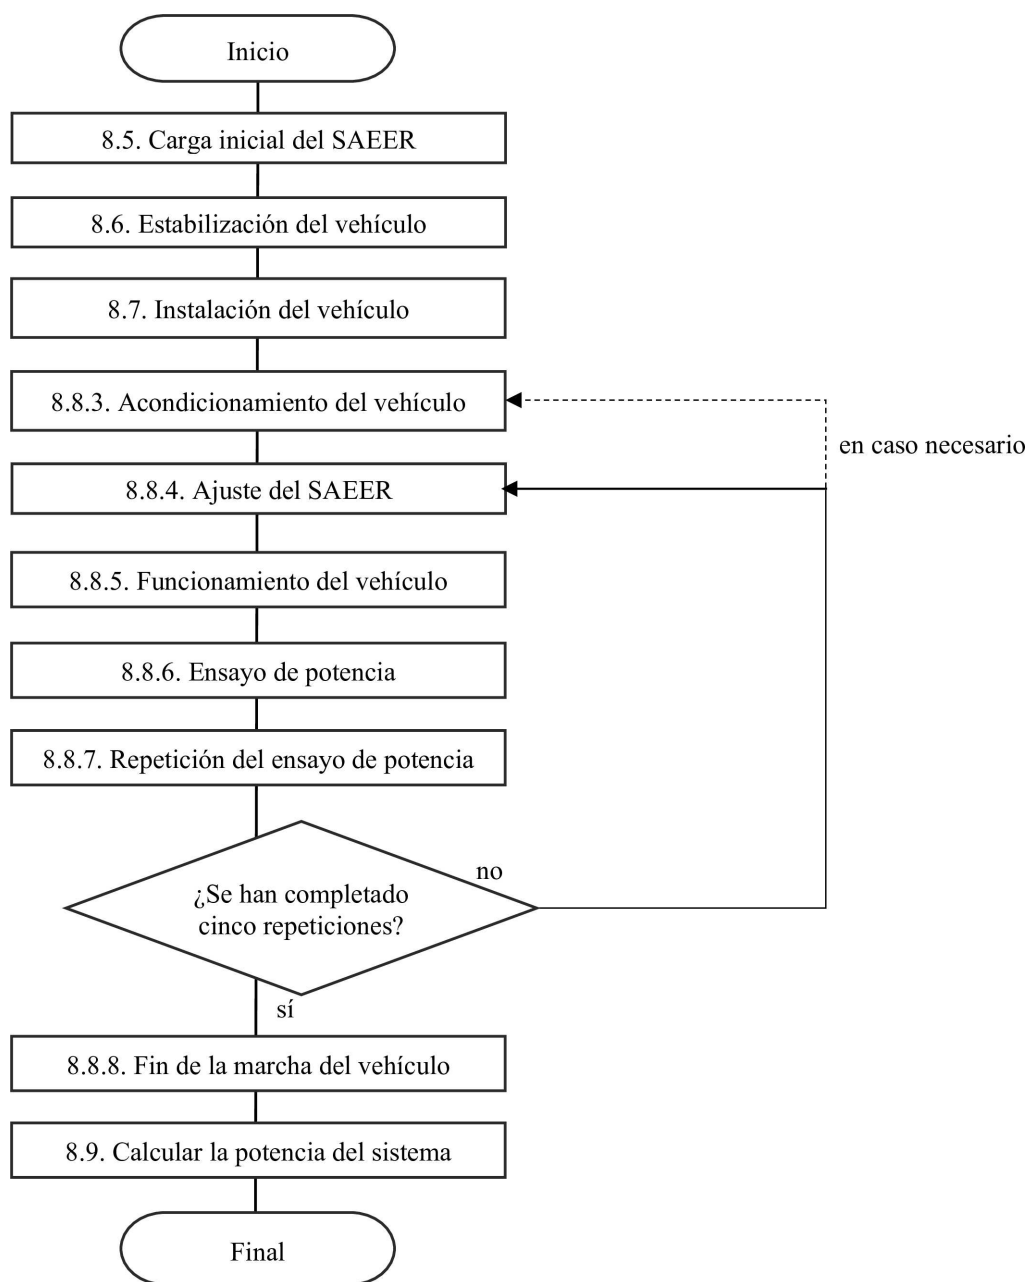 Inicio
8.5. Carga inicial del SAEER
8.6. Estabilización del vehículo
8.7. Instalación del vehículo
8.8.3. Acondicionamiento del vehículo
en caso necesario
8.8.4. Ajuste del SAEER
8.8.5. Funcionamiento del vehículo
8.8.6. Ensayo de potencia
8.8.7. Repetición del ensayo de potencia
no
¿Se han completado
cinco repeticiones?
sí
8.8.8. Fin de la marcha del vehículo
8.9. Calcular la potencia del sistema
Final